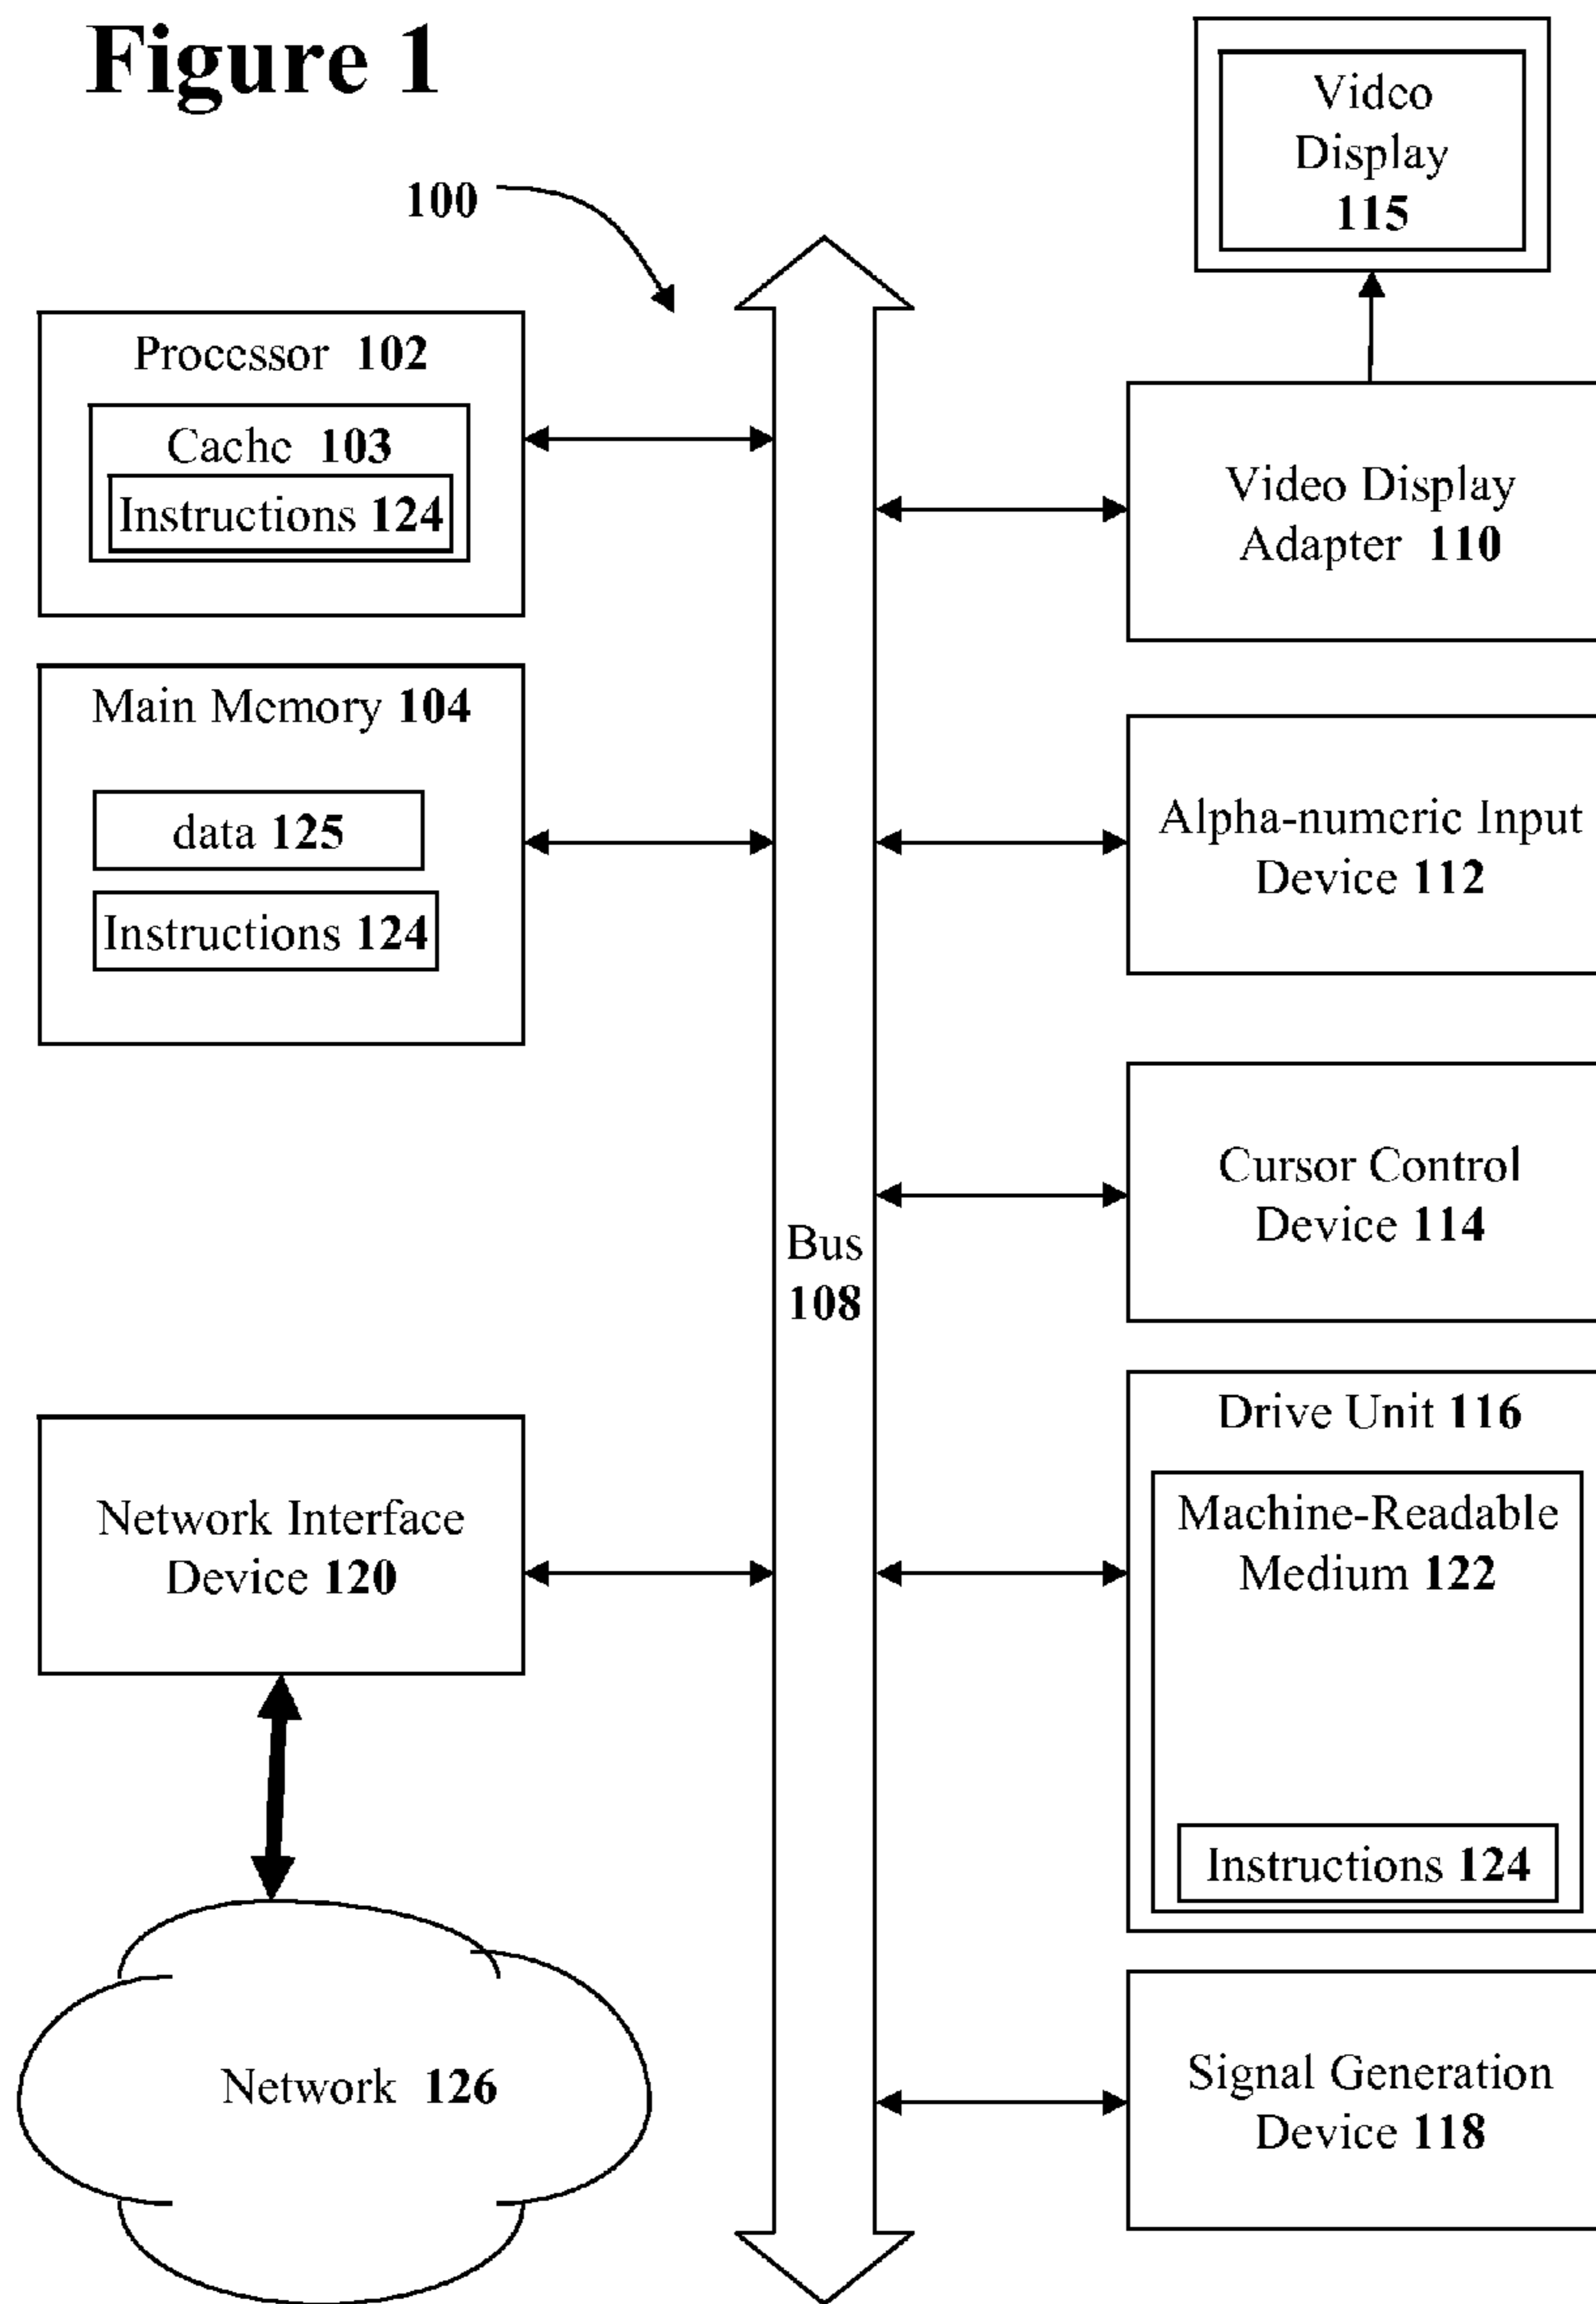 Figure 1
100
Video
Display
115
Processor 102
Cache 103
Instructions 124
Video Display
Adapter 110
Main Memory 104
data 125
Instructions 124
Alpha-numeric Input
Device 112
Cursor Control
Device 114
Bus
108
Drive Unit 116
Machine-Readable
Medium 122
Instructions 124
Network Interface
Device 120
Network 126
Signal Generation
Device 118